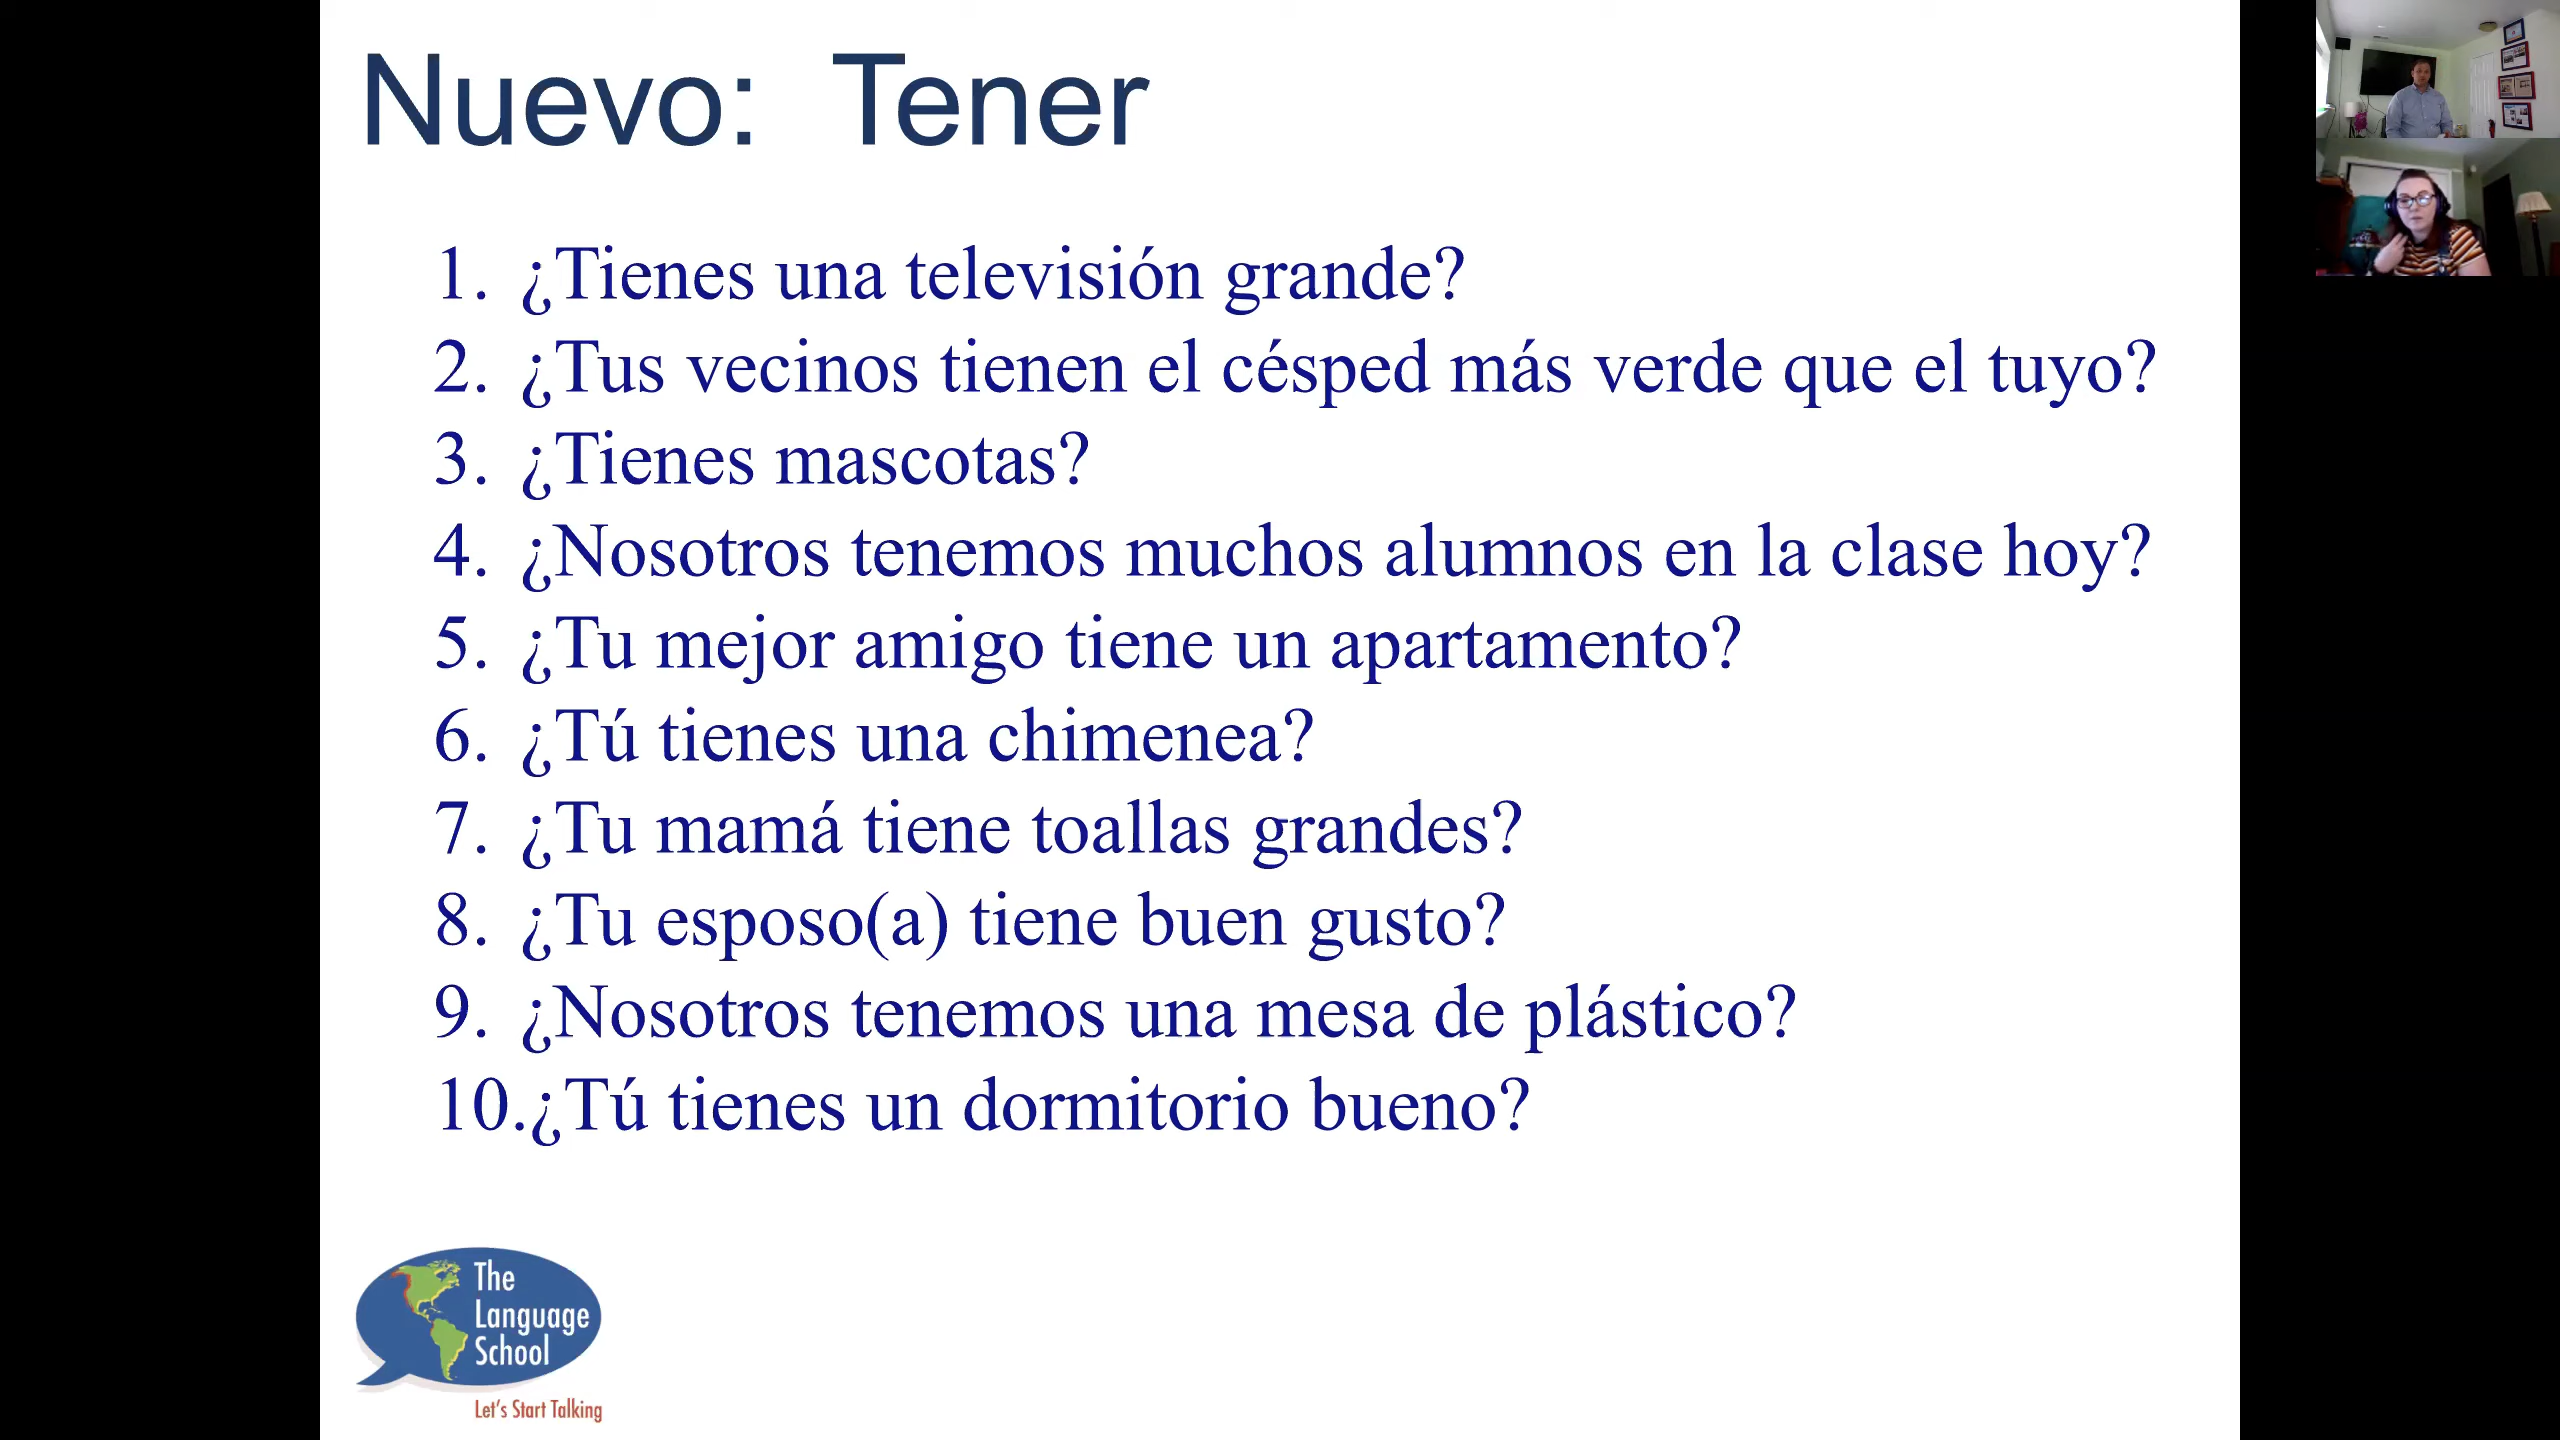 Nuevo: Tener
1. ¿Tienes una televisión grande?
2. ¿Tus vecinos tienen el césped más verde que el tuyo?
3. ¿Tienes mascotas?
4. ¿Nosotros tenemos muchos alumnos en la clase hoy?
5. ¿Tu mejor amigo tiene un apartamento?
6. ¿Tú tienes una chimenea?
7. ¿Tu mamá tiene toallas grandes?
8. ¿Tu esposo(a) tiene buen gusto?
9. ¿Nosotros tenemos una mesa de plástico?
10.¿Tú tienes un dormitorio bueno?
The
Language
School
Let's Start Talking